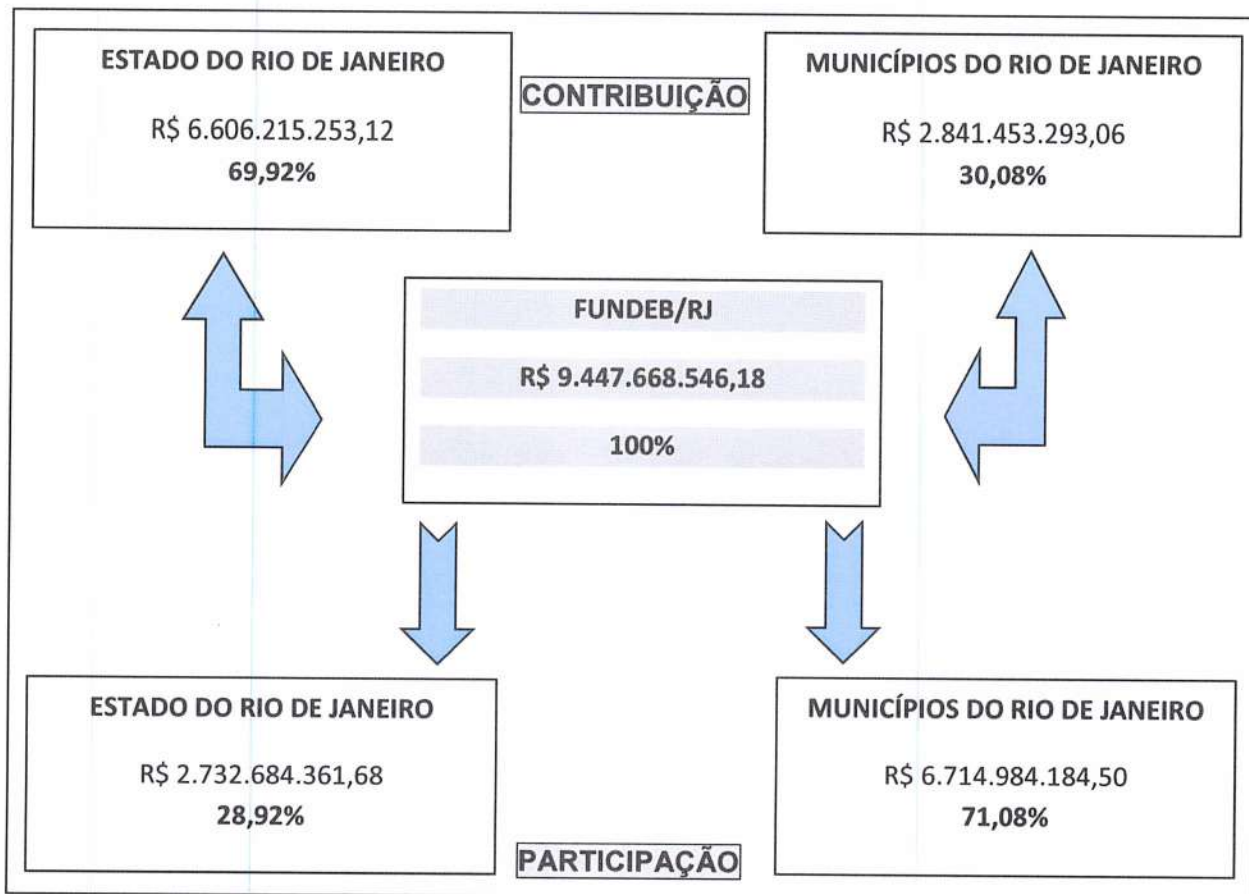 ESTADO DO RIO DE JANEIRO
R$ 6.606.215.253,12
69,92%
CONTRIBUIÇÃO
MUNICÍPIOS DO RIO DE JANEIRO
R$ 2.841.453.293,06
30,08%
FUNDEB/RJ
R$ 9.447.668.546,18
100%
ESTADO DO RIO DE JANEIRO
R$ 2.732.684.361,68
28,92%
PARTICIPAÇÃO
MUNICÍPIOS DO RIO DE JANEIRO
R$ 6.714.984.184,50
71,08%